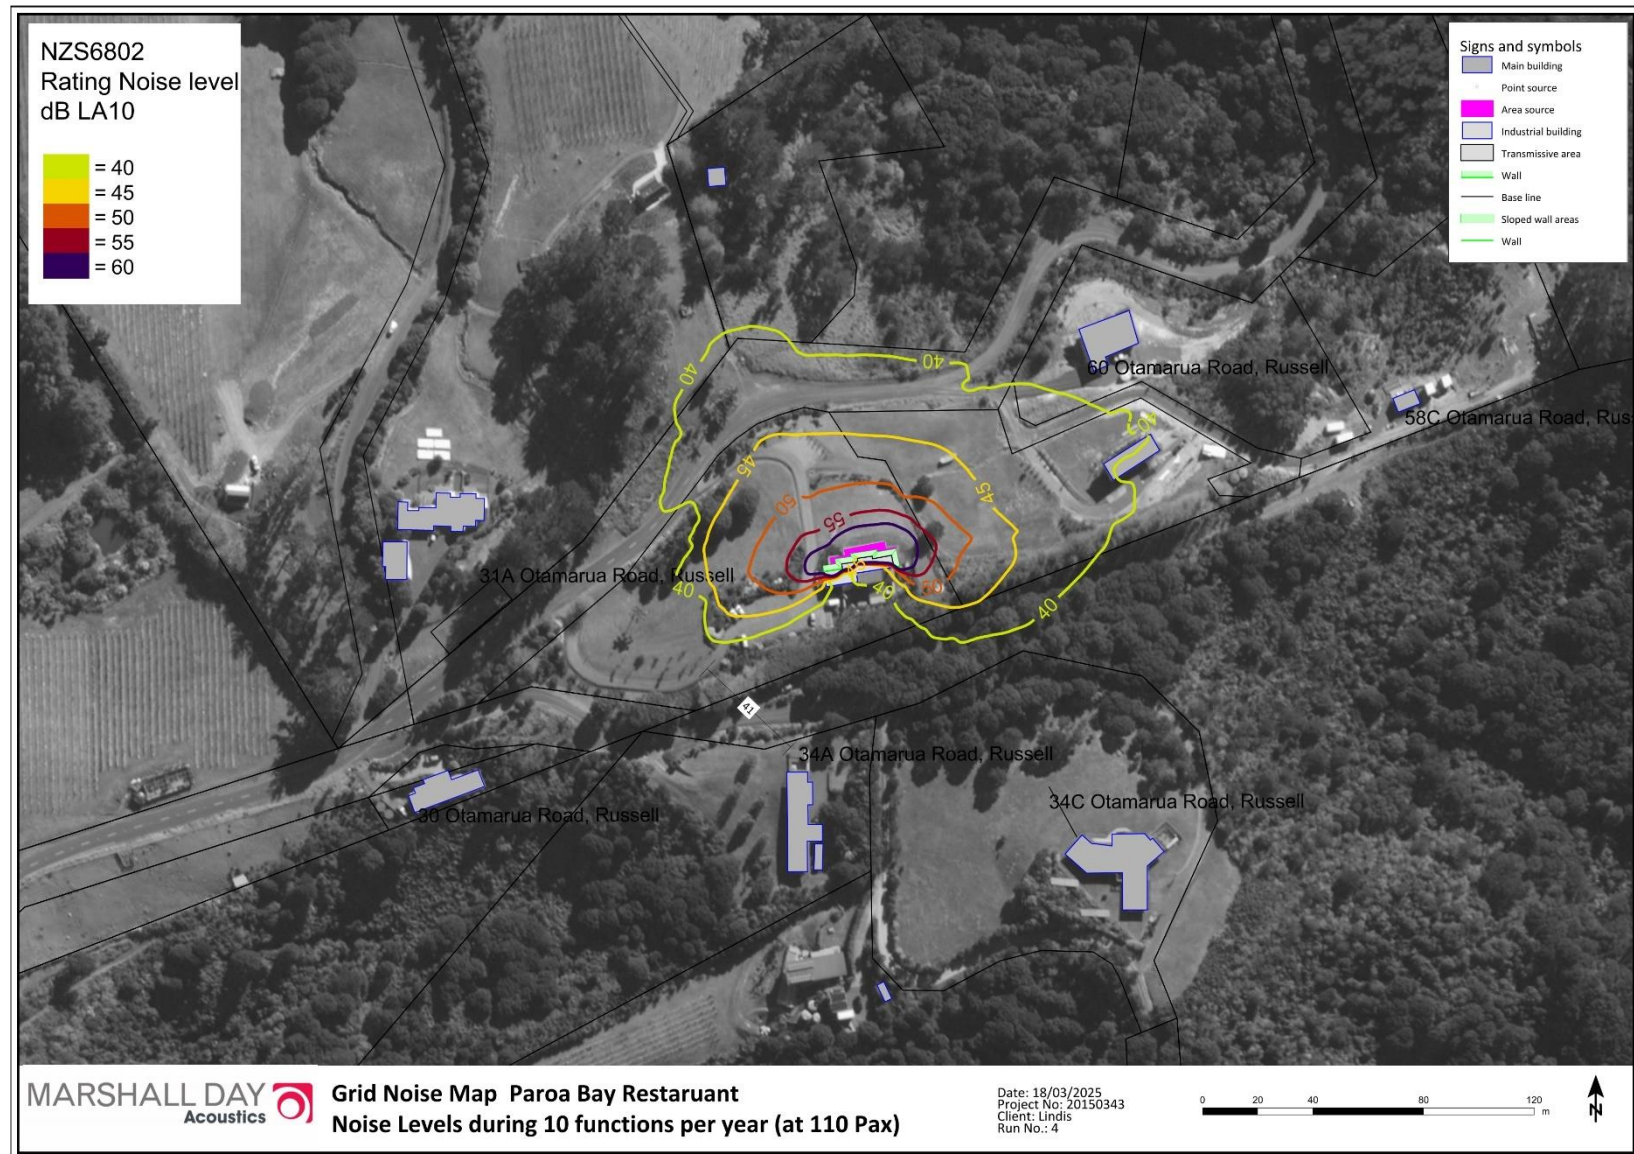 NZS6802
Rating Noise level
dB LA10
= 40
= 45
= 50
= 55
= 60
Signs and symbols
Main building
Point source
Area source
Industrial building
Transmissive area
Wall
Base line
Sloped wall areas
Wall
40
40
60 Otamarua Road, Russell
40
58C Otamarua Road, Rus
45
45
50
55
31A Otamarua Road, Russell
40
45
40
50
40
41
34A Otamarua Road, Russell
34C Otamarua Road, Russell
30 Otamarua Road, Russell
MARSHALL DAY
Acoustics
Grid Noise Map Paroa Bay Restaruant
Noise Levels during 10 functions per year (at 110 Pax)
Date: 18/03/2025
Project No: 20150343
Client: Lindis
Run No.: 4
0 20 40 80 120 m
N